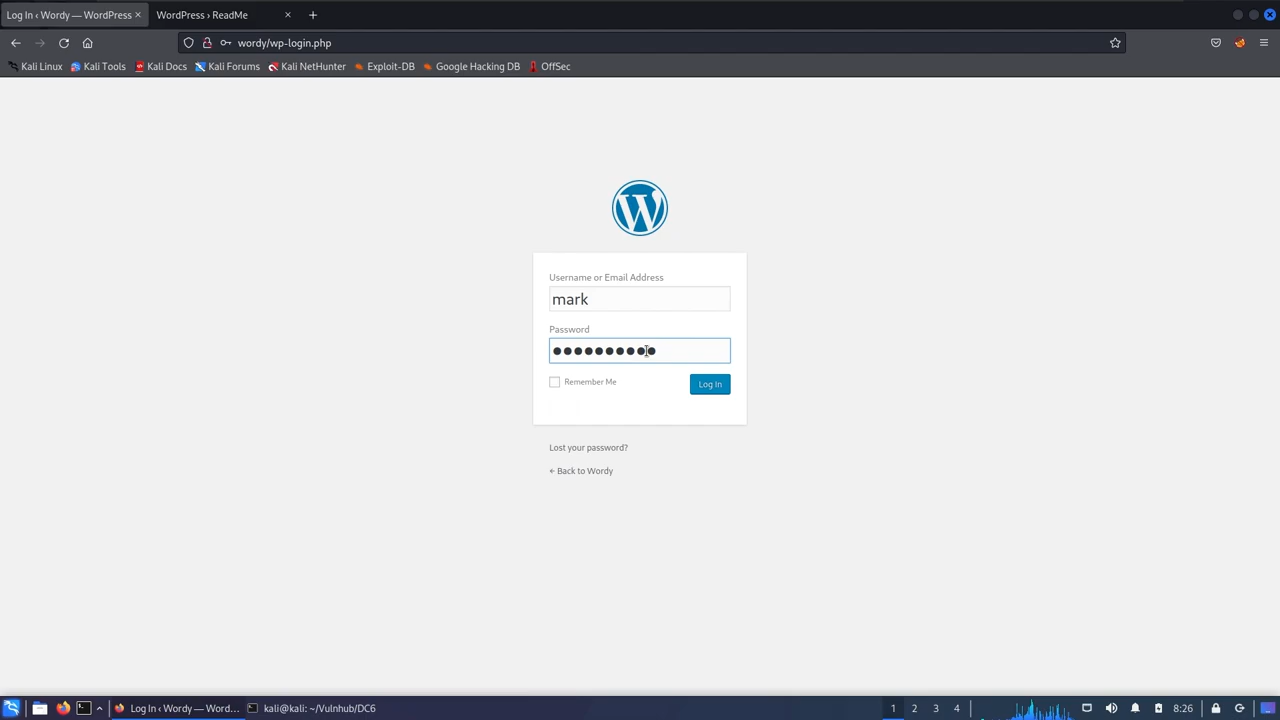 Log In ‹ Wordy — WordPress
WordPress › ReadMe
wordy/wp-login.php
Kali Linux
Kali Tools
Kali Docs
Kali Forums
Kali NetHunter
Exploit-DB
Google Hacking DB
OffSec
Username or Email Address
mark
Password
Remember Me
Log In
Lost your password?
← Back to Wordy
Log In ‹ Wordy — Word...
kali@kali: ~/Vulnhub/DC6
1 2 3 4
8:26